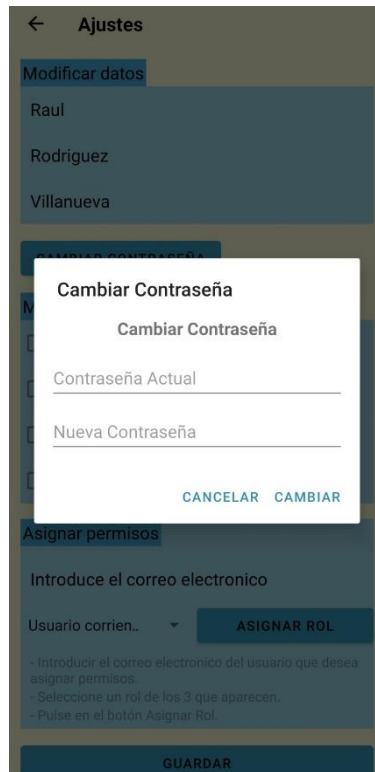 Ajustes
Modificar datos
Raul
Rodriguez
Villanueva
CAMBIAR CONTRASEÑA
Cambiar Contraseña
Cambiar Contraseña
Contraseña Actual
Nueva Contraseña
CANCELAR CAMBIAR
Asignar permisos
Introduce el correo electronico
Usuario corrien.. ASIGNAR ROL
- Introducir el correo electronico del usuario que desea
asignar permisos.
- Seleccione un rol de los 3 que aparecen.
- Pulse en el botón Asignar Rol.
GUARDAR